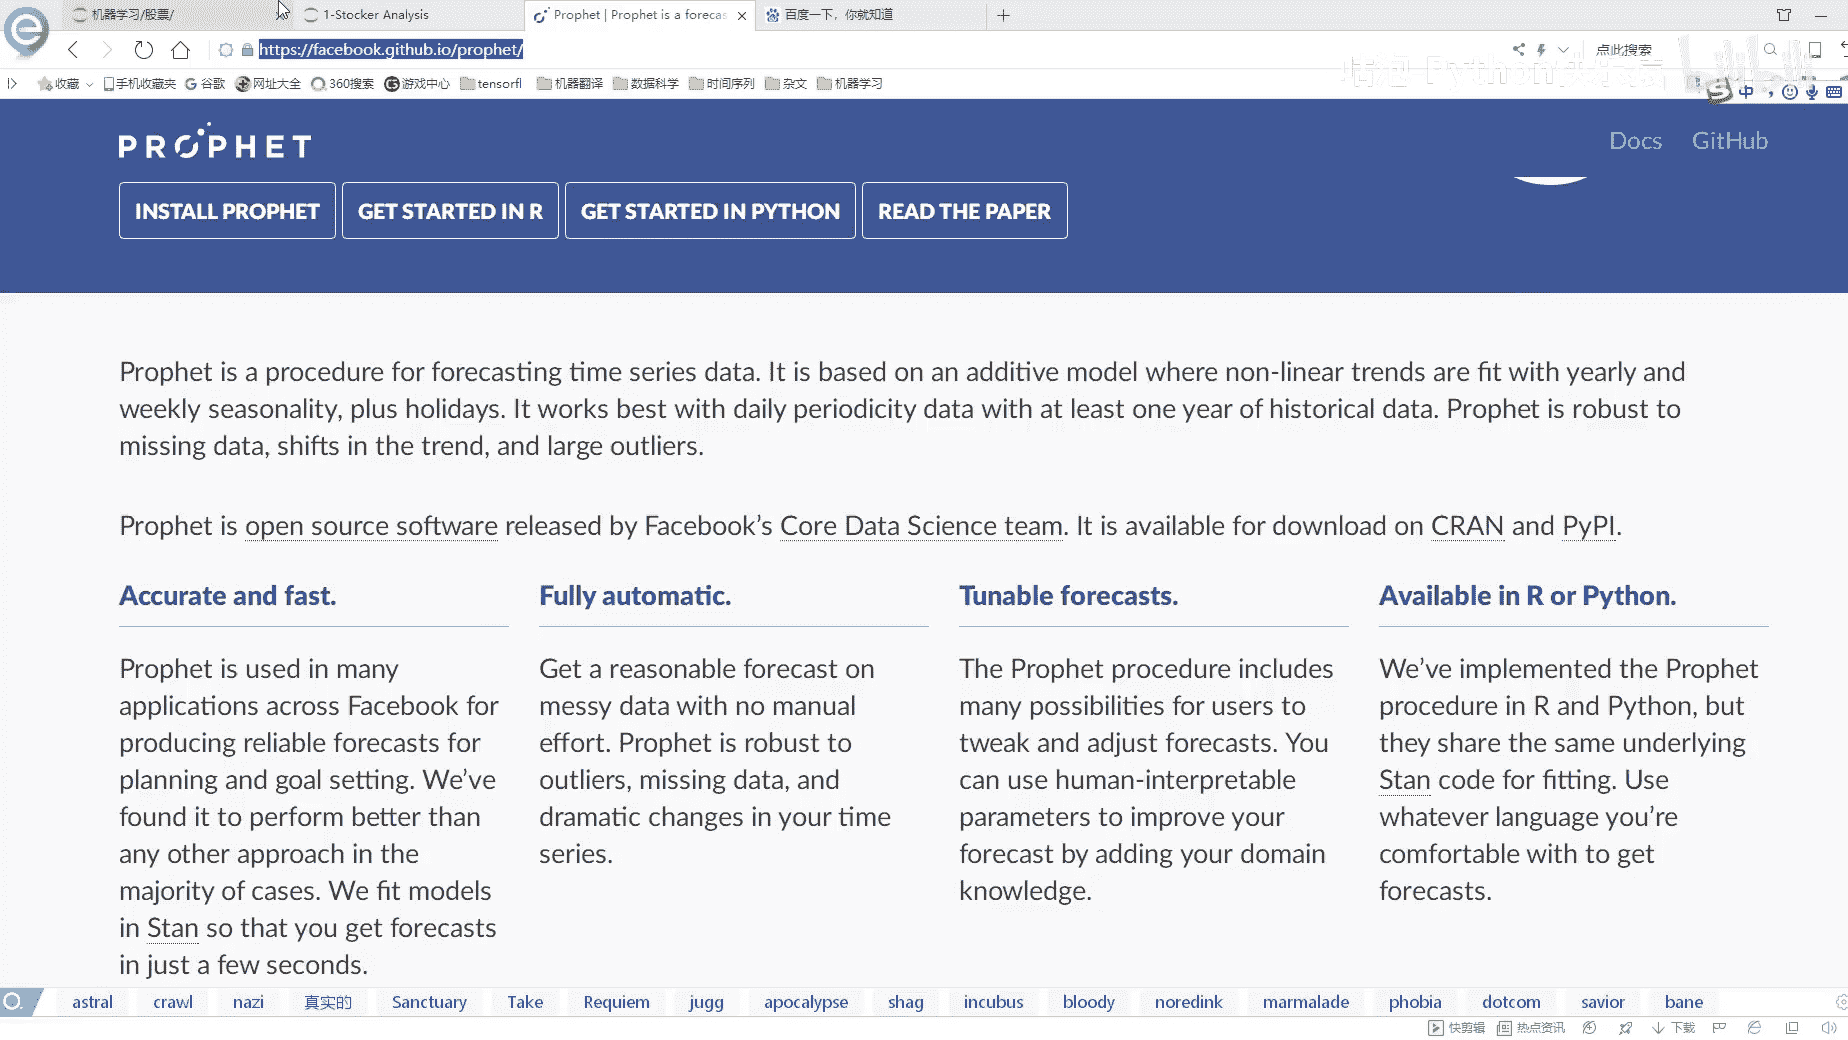 机器学习/股票/
1-Stocker Analysis
Prophet | Prophet is a forecas
百度一下，你就知道
https://facebook.github.io/prophet/
点此搜索
收藏
手机收藏夹
谷歌
网址大全
360搜索
游戏中心
tensorfl
机器翻译
数据科学
时间序列
杂文
机器学习
中
PROPHET
Docs
GitHub
INSTALL PROPHET
GET STARTED IN R
GET STARTED IN PYTHON
READ THE PAPER
Prophet is a procedure for forecasting time series data. It is based on an additive model where non-linear trends are fit with yearly and
weekly seasonality, plus holidays. It works best with daily periodicity data with at least one year of historical data. Prophet is robust to
missing data, shifts in the trend, and large outliers.
Prophet is open source software released by Facebook’s Core Data Science team. It is available for download on CRAN and PyPI.
Accurate and fast.
Prophet is used in many
applications across Facebook for
producing reliable forecasts for
planning and goal setting. We’ve
found it to perform better than
any other approach in the
majority of cases. We fit models
in Stan so that you get forecasts
in just a few seconds.
Fully automatic.
Get a reasonable forecast on
messy data with no manual
effort. Prophet is robust to
outliers, missing data, and
dramatic changes in your time
series.
Tunable forecasts.
The Prophet procedure includes
many possibilities for users to
tweak and adjust forecasts. You
can use human-interpretable
parameters to improve your
forecast by adding your domain
knowledge.
Available in R or Python.
We’ve implemented the Prophet
procedure in R and Python, but
they share the same underlying
Stan code for fitting. Use
whatever language you’re
comfortable with to get
forecasts.
astral
crawl
nazi
真实的
Sanctuary
Take
Requiem
jugg
apocalypse
shag
incubus
bloody
noredink
marmalade
phobia
dotcom
savior
bane
快剪辑
热点资讯
下载